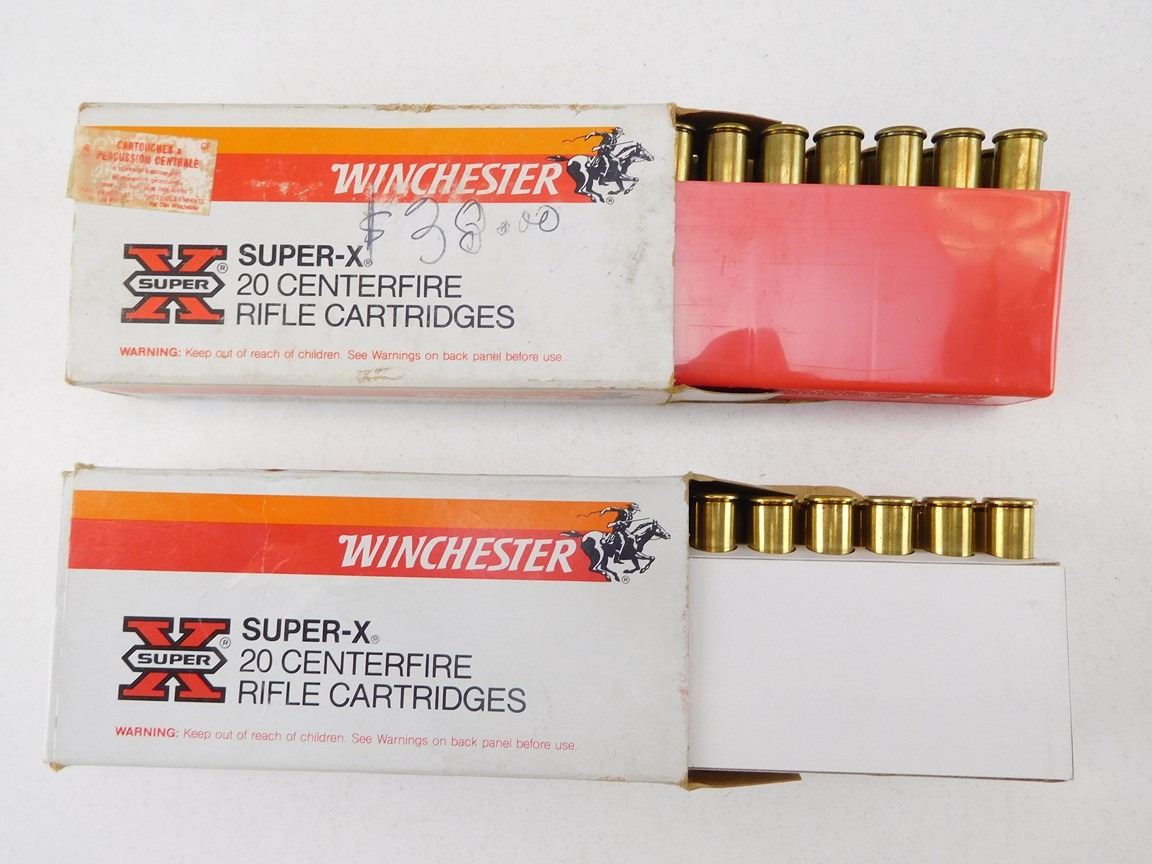 CARTOUCHES à
PERCUSSION CENTRALE
CF
WINCHESTER
®
$38.00
X
SUPER
®
SUPER-X®
20 CENTERFIRE
RIFLE CARTRIDGES
WARNING: Keep out of reach of children. See Warnings on back panel before use.
WINCHESTER
®
X
SUPER
®
SUPER-X®
20 CENTERFIRE
RIFLE CARTRIDGES
WARNING: Keep out of reach of children. See Warnings on back panel before use.